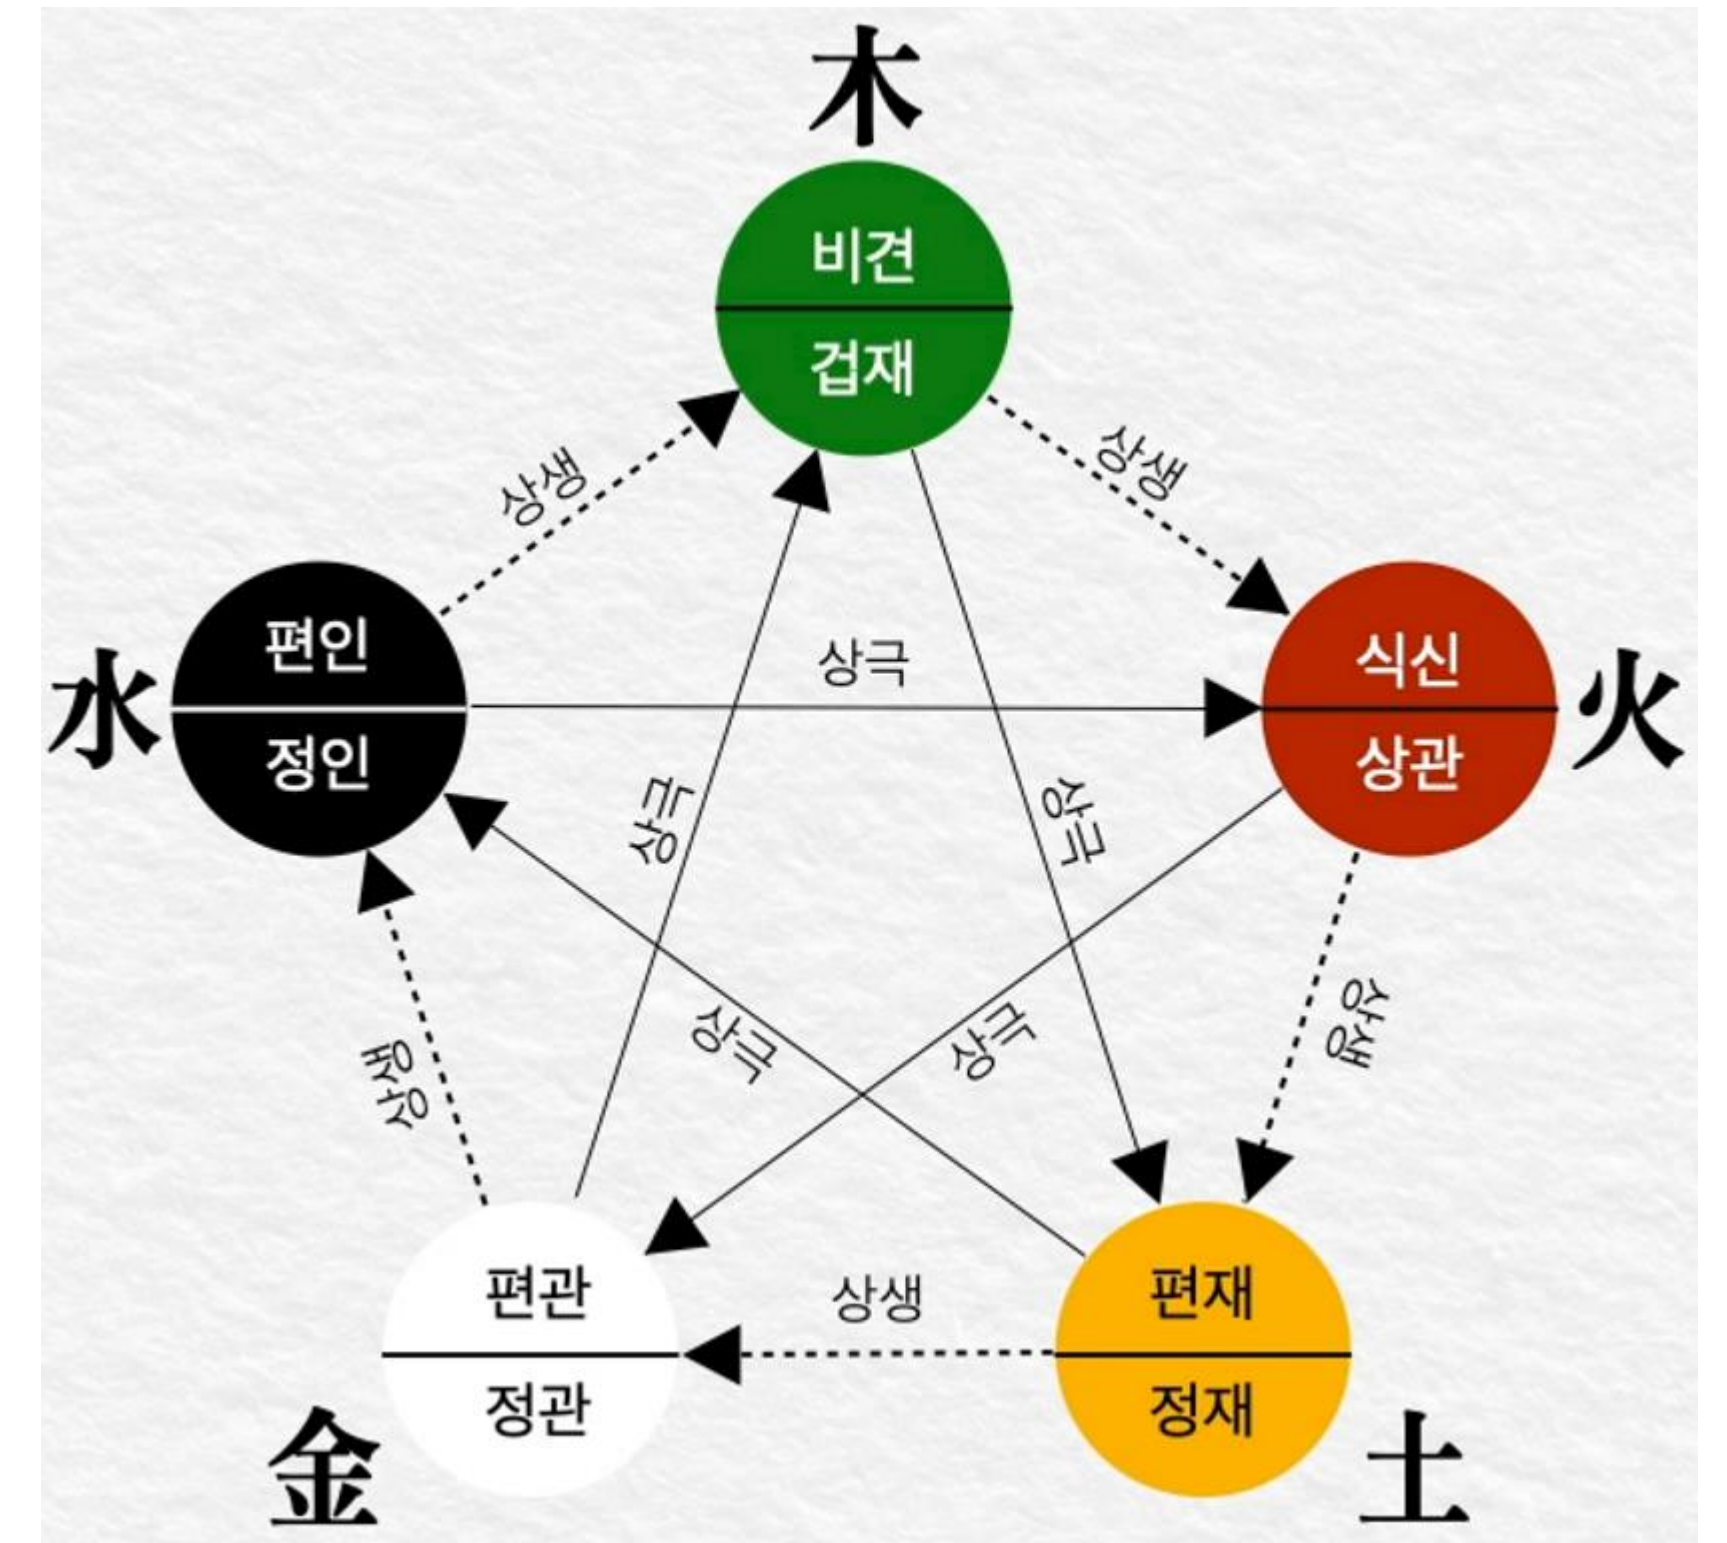 木
비견
겁재
상생
상생
水
편인
정인
상극
식신
상관
火
상극
상극
상생
상극
상극
상생
편관
정관
상생
편재
정재
金
土